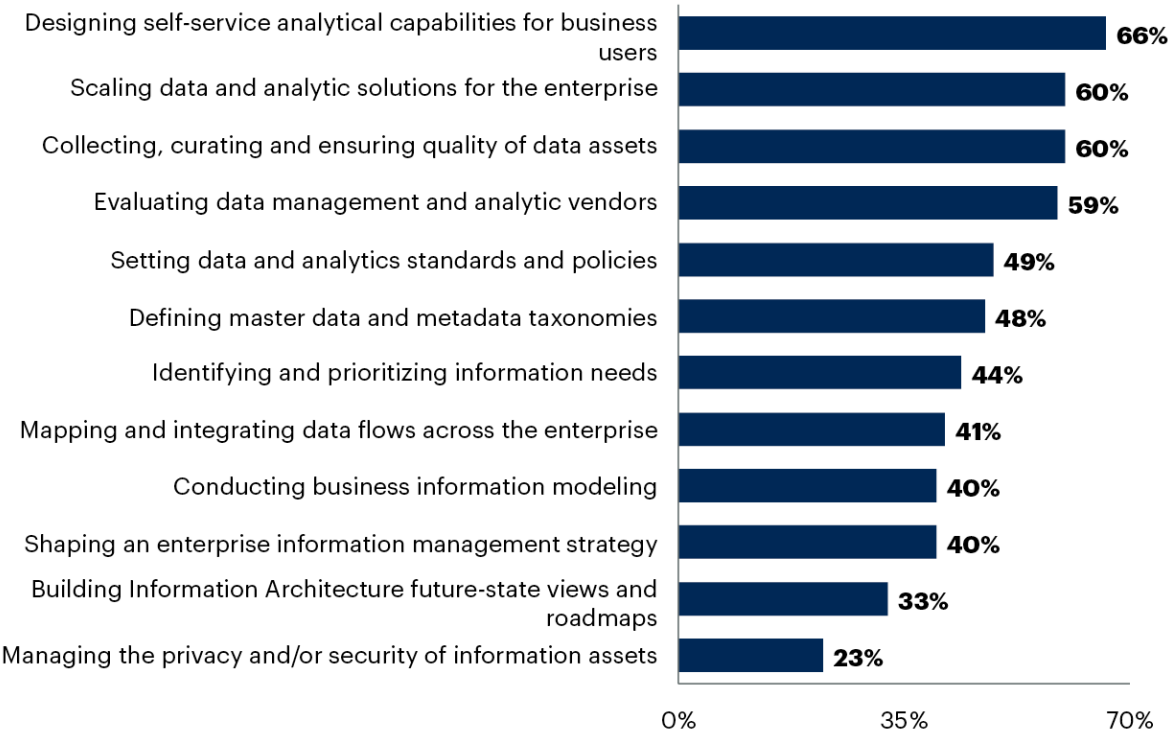 Designing self-service analytical capabilities for business
users
66%
Scaling data and analytic solutions for the enterprise
60%
Collecting, curating and ensuring quality of data assets
60%
Evaluating data management and analytic vendors
59%
Setting data and analytics standards and policies
49%
Defining master data and metadata taxonomies
48%
Identifying and prioritizing information needs
44%
Mapping and integrating data flows across the enterprise
41%
Conducting business information modeling
40%
Shaping an enterprise information management strategy
40%
Building Information Architecture future-state views and
roadmaps
33%
Managing the privacy and/or security of information assets
23%
0%
35%
70%